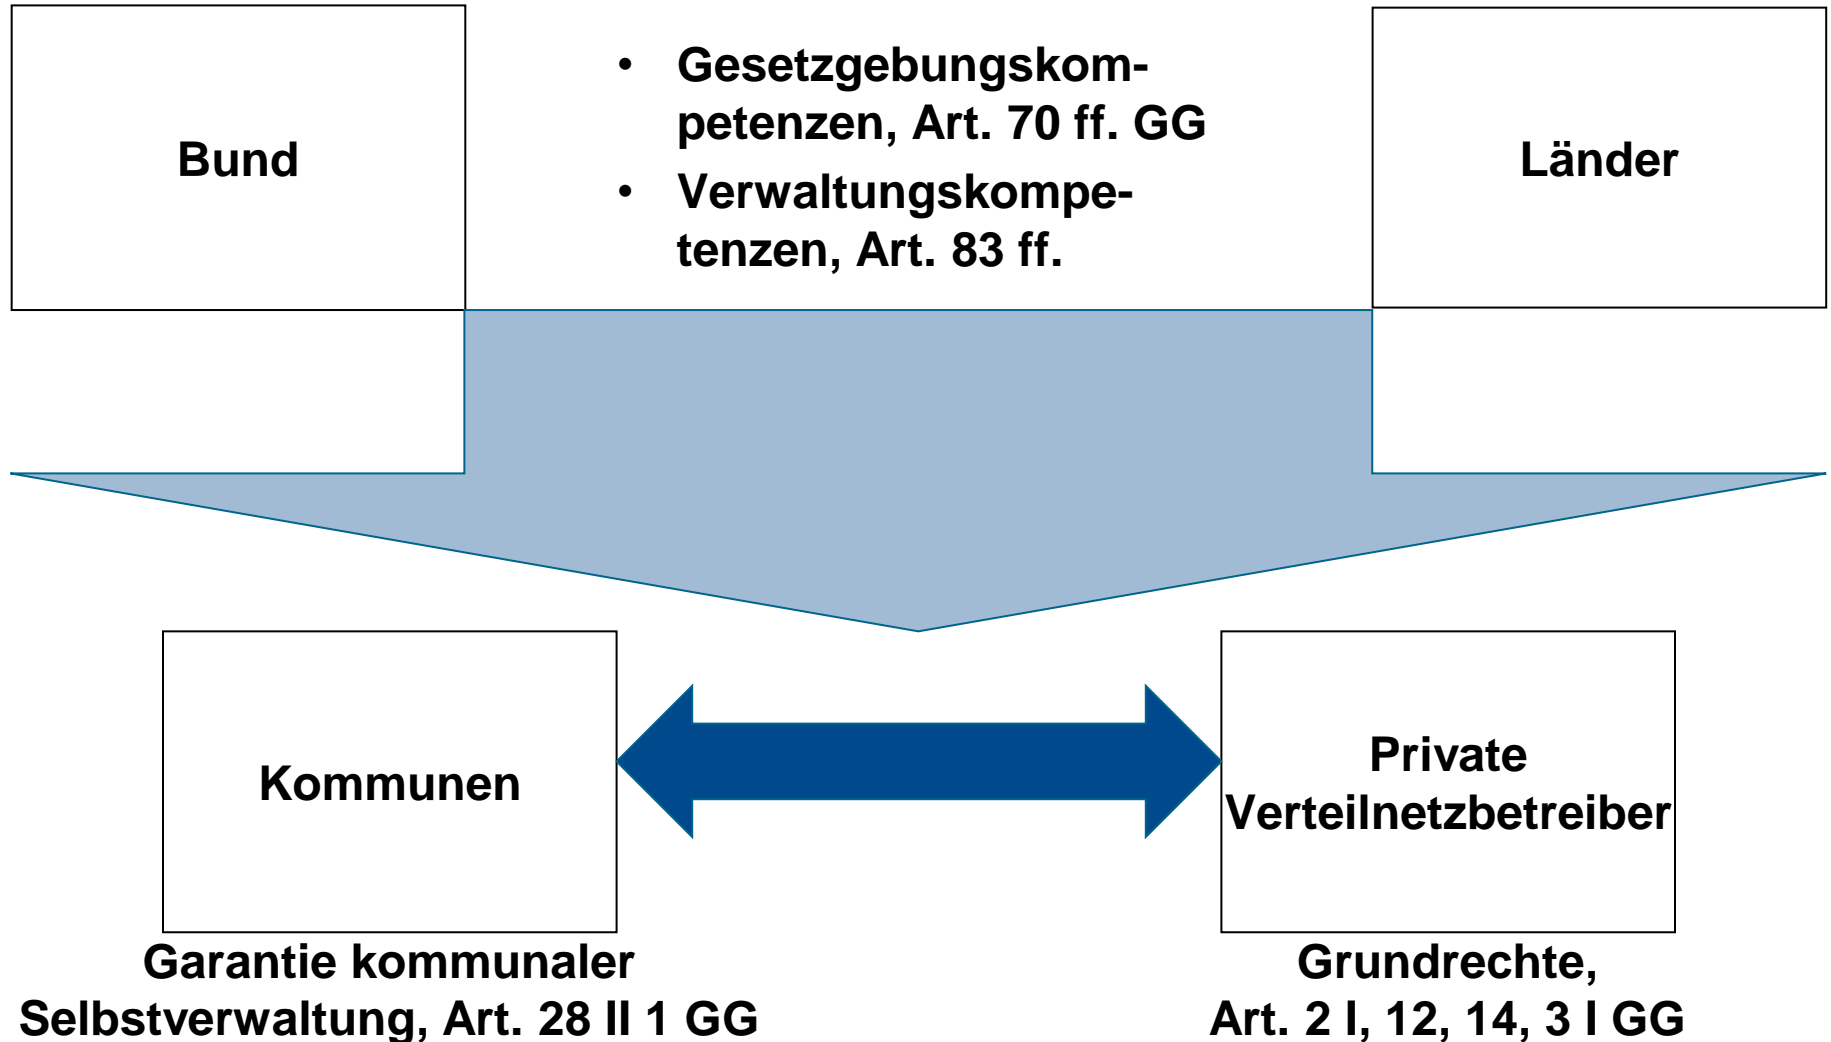 Bund
• Gesetzgebungskom-
petenzen, Art. 70 ff. GG
• Verwaltungskompe-
tenzen, Art. 83 ff.
Länder
Kommunen
Private
Verteilnetzbetreiber
Garantie kommunaler
Selbstverwaltung, Art. 28 II 1 GG
Grundrechte,
Art. 2 I, 12, 14, 3 I GG